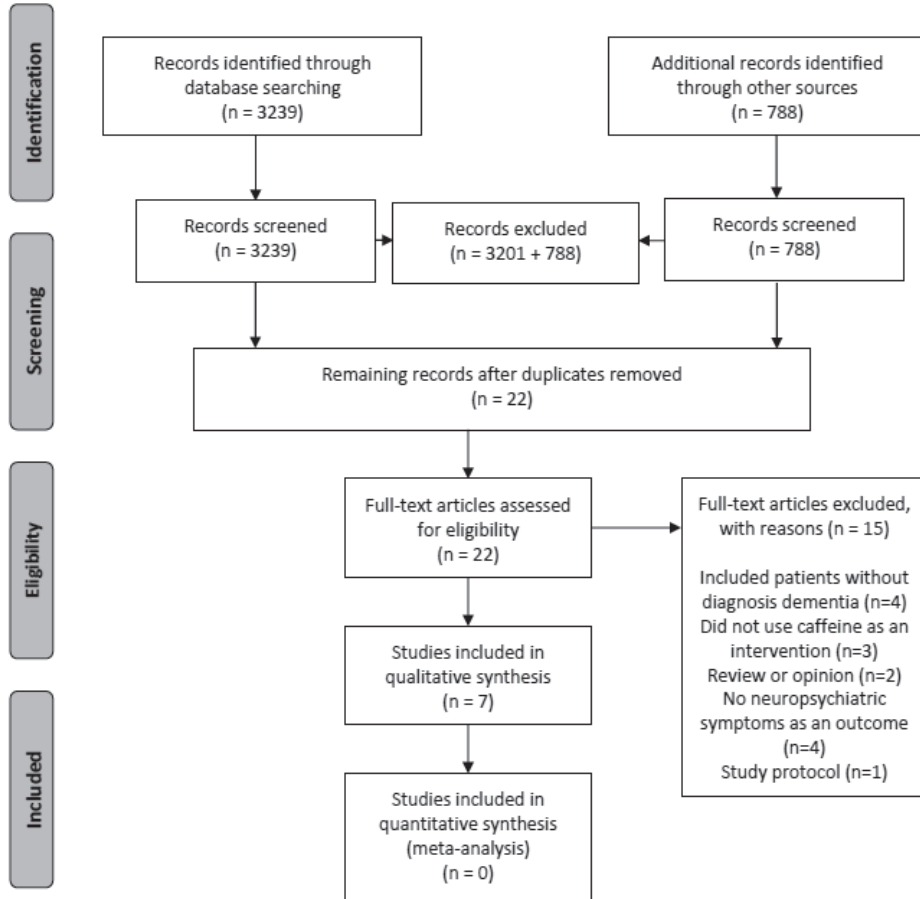 Identification
Records identified through
database searching
(n = 3239)
Additional records identified
through other sources
(n = 788)
Screening
Records screened
(n = 3239)
Records excluded
(n = 3201 + 788)
Records screened
(n = 788)
Remaining records after duplicates removed
(n = 22)
Eligibility
Full-text articles assessed
for eligibility
(n = 22)
Full-text articles excluded,
with reasons (n = 15)
Included patients without
diagnosis dementia (n=4)
Did not use caffeine as an
intervention (n=3)
Review or opinion (n=2)
No neuropsychiatric
symptoms as an outcome
(n=4)
Study protocol (n=1)
Studies included in
qualitative synthesis
(n = 7)
Included
Studies included in
quantitative synthesis
(meta-analysis)
(n = 0)